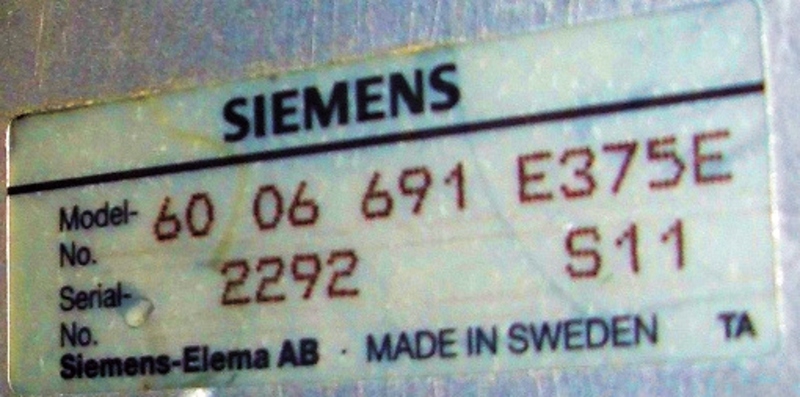 SIEMENS
Model-No. 60 06 691 E375E
Serial-No. 2292 S11
Siemens-Elema AB · MADE IN SWEDEN TA